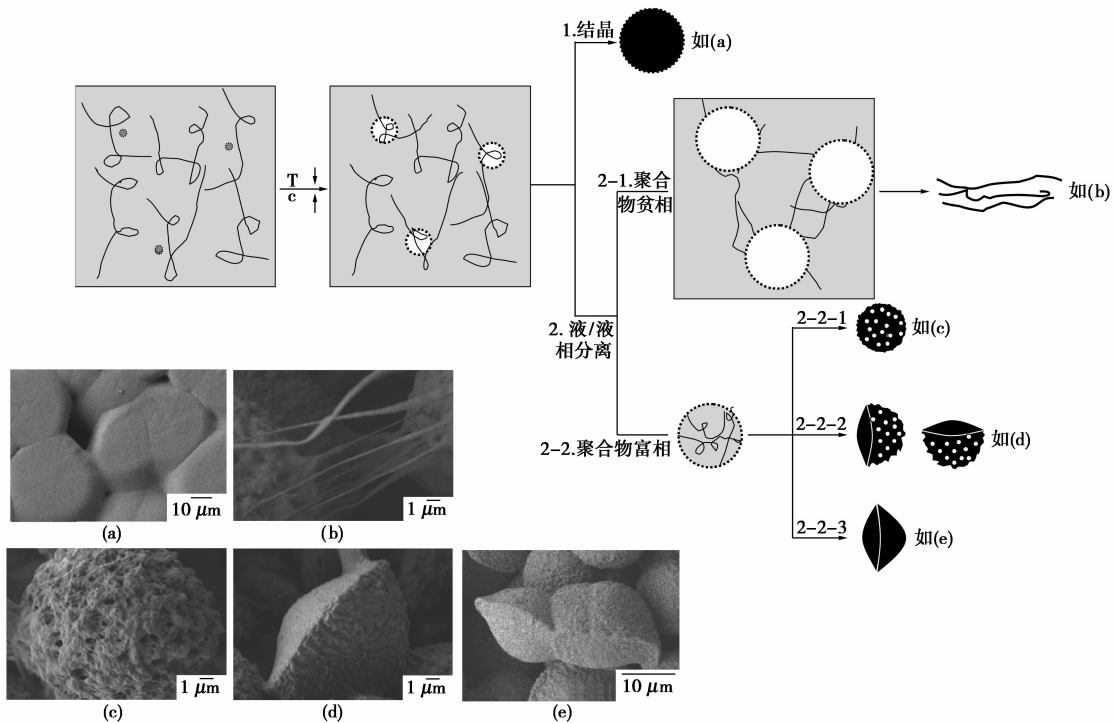 1.结晶
如(a)
T
c
2-1.聚合
物贫相
如(b)
2. 液/液
相分离
2-2-1
如(c)
2-2-2
如(d)
2-2.聚合物富相
2-2-3
如(e)
10 μm
1 μm
(a)
(b)
1 μm
1 μm
10 μm
(c)
(d)
(e)